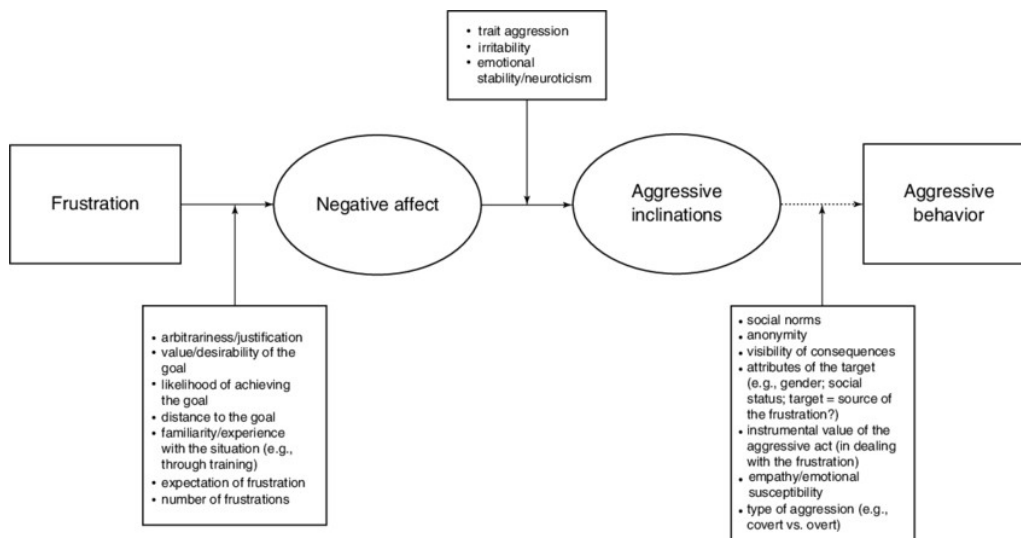 • trait aggression
• irritability
• emotional
stability/neuroticism
Frustration
Negative affect
Aggressive
inclinations
Aggressive
behavior
• arbitrariness/justification
• value/desirability of the
goal
• likelihood of achieving
the goal
• distance to the goal
• familiarity/experience
with the situation (e.g.,
through training)
• expectation of frustration
• number of frustrations
• social norms
• anonymity
• visibility of consequences
• attributes of the target
(e.g., gender; social
status; target = source of
the frustration?)
• instrumental value of the
aggressive act (in dealing
with the frustration)
• empathy/emotional
susceptibility
• type of aggression (e.g.,
covert vs. overt)